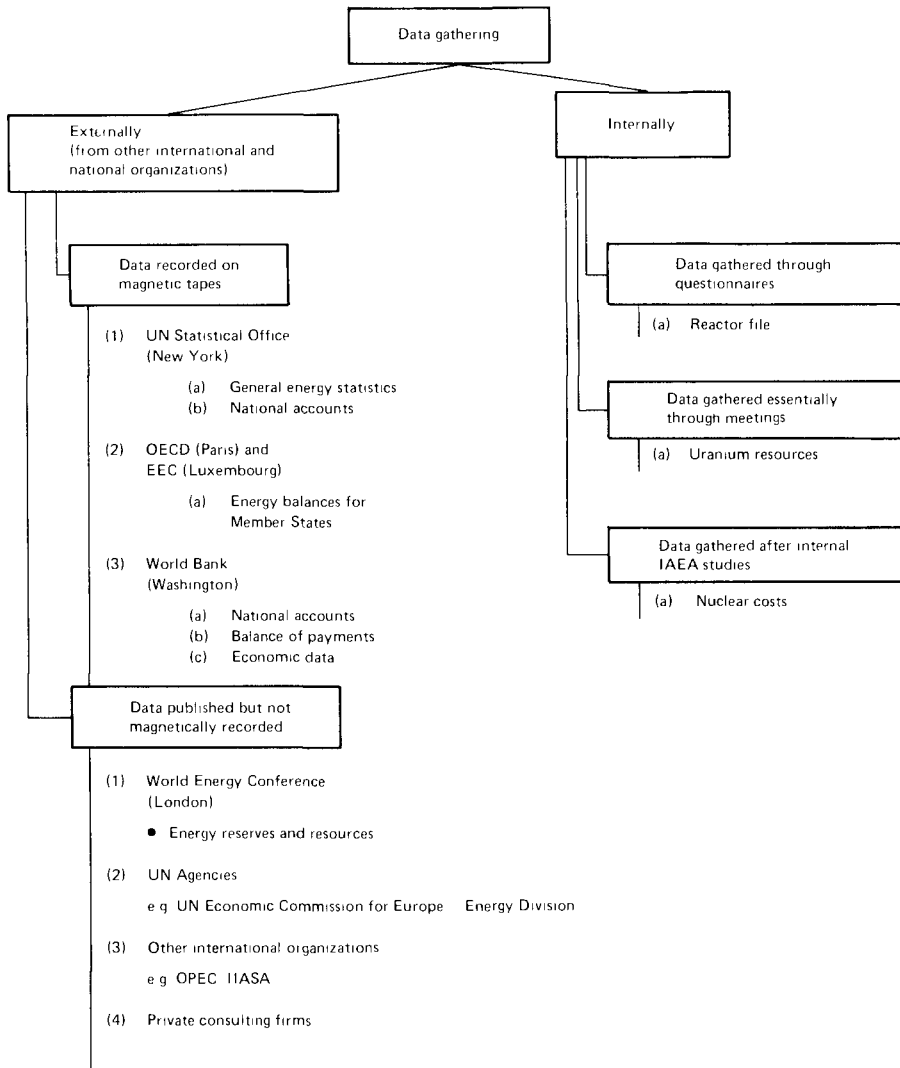 Data gathering
Externally
(from other international and
national organizations)
Internally
Data recorded on
magnetic tapes
(1) UN Statistical Office
(New York)
(a) General energy statistics
(b) National accounts
(2) OECD (Paris) and
EEC (Luxembourg)
(a) Energy balances for
Member States
(3) World Bank
(Washington)
(a) National accounts
(b) Balance of payments
(c) Economic data
Data published but not
magnetically recorded
(1) World Energy Conference
(London)
• Energy reserves and resources
(2) UN Agencies
e g UN Economic Commission for Europe Energy Division
(3) Other international organizations
e g OPEC IIASA
(4) Private consulting firms
Data gathered through
questionnaires
(a) Reactor file
Data gathered essentially
through meetings
(a) Uranium resources
Data gathered after internal
IAEA studies
(a) Nuclear costs